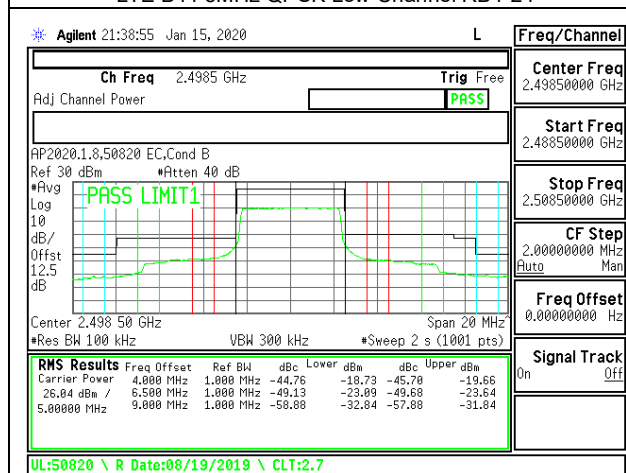 Agilent 21:38:55 Jan 15, 2020 L
Ch Freq 2.4985 GHz Trig Free
Adj Channel Power PASS
AP2020.1.8,50820 EC,Cond B
Ref 30 dBm #Atten 40 dB
#Avg
Log
10
dB/
Offst
12.5
dB
PASS LIMIT1
Center 2.498 50 GHz Span 20 MHz^
#Res BW 100 kHz VBW 300 kHz #Sweep 2 s (1001 pts)
RMS Results Freq Offset Ref BW dBc Lower dBm dBc Upper dBm
Carrier Power 4.000 MHz 1.000 MHz -44.76 -18.73 -45.70 -19.66
26.04 dBm / 6.500 MHz 1.000 MHz -49.13 -23.09 -49.68 -23.64
5.00000 MHz 9.000 MHz 1.000 MHz -58.88 -32.84 -57.88 -31.84
UL:50820 \ R Date:08/19/2019 \ CLT:2.7
Freq/Channel
Center Freq
2.49850000 GHz
Start Freq
2.48850000 GHz
Stop Freq
2.50850000 GHz
CF Step
2.00000000 MHz
Auto Man
Freq Offset
0.00000000 Hz
Signal Track
On Off